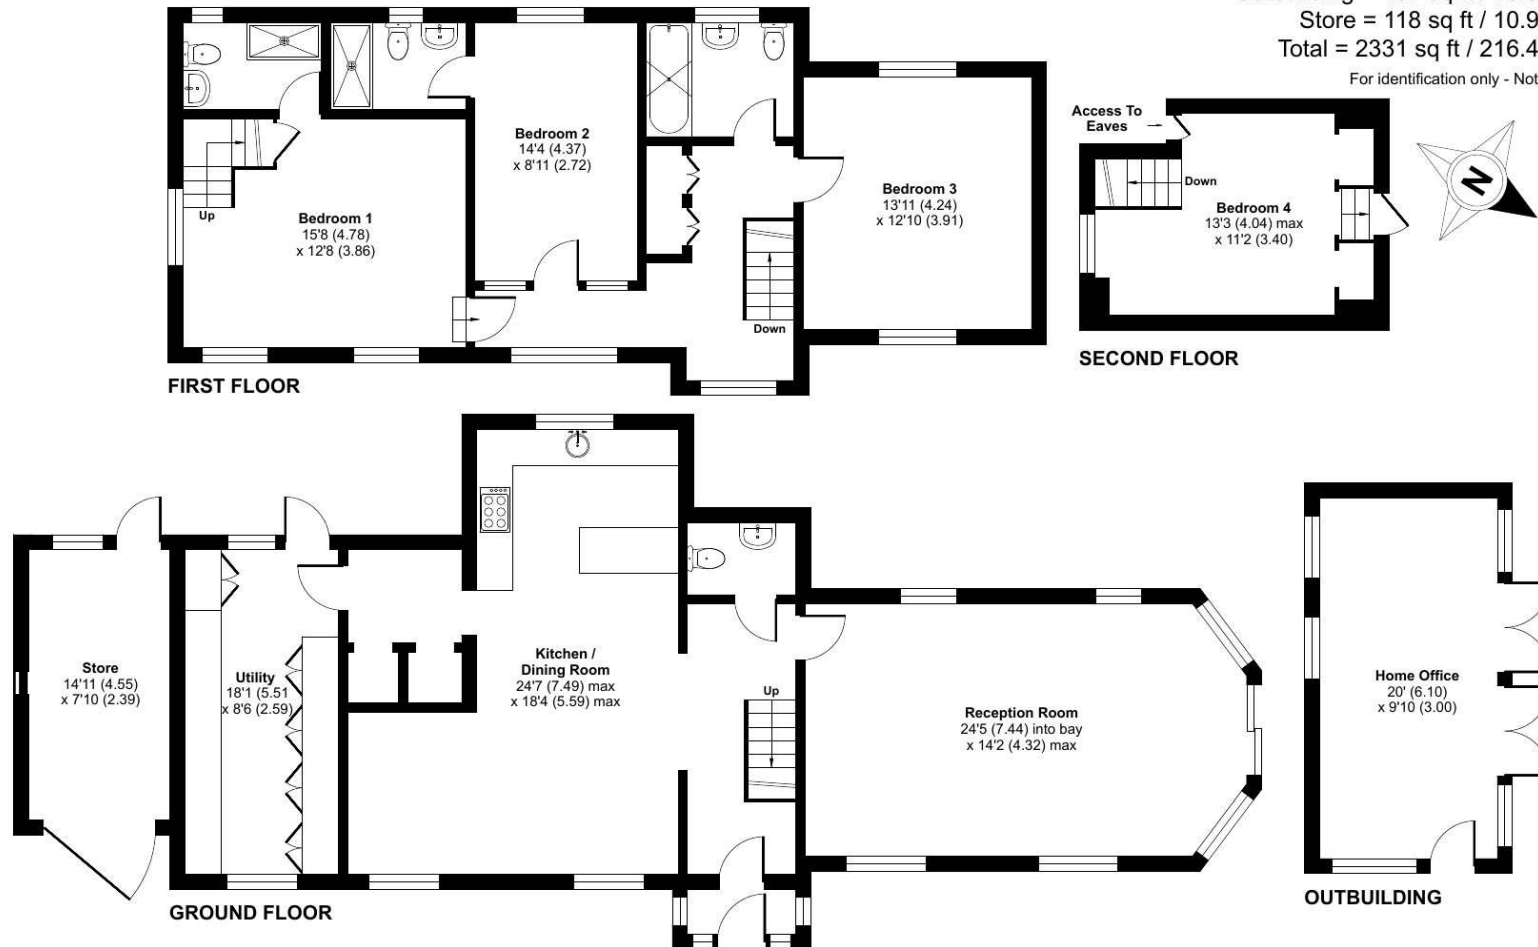 Store = 118 sq ft / 10.9
Total = 2331 sq ft / 216.4
For identification only - Not
Access To
Eaves
Bedroom 2
14'4 (4.37)
x 8'11 (2.72)
Bedroom 3
13'11 (4.24)
x 12'10 (3.91)
Down
Bedroom 4
13'3 (4.04) max
x 11'2 (3.40)
N
Up
Bedroom 1
15'8 (4.78)
x 12'8 (3.86)
Down
FIRST FLOOR
SECOND FLOOR
Store
14'11 (4.55)
x 7'10 (2.39)
Utility
18'1 (5.51
x 8'6 (2.59)
Kitchen /
Dining Room
24'7 (7.49) max
x 18'4 (5.59) max
Up
Reception Room
24'5 (7.44) into bay
x 14'2 (4.32) max
Home Office
20' (6.10)
x 9'10 (3.00)
GROUND FLOOR
OUTBUILDING